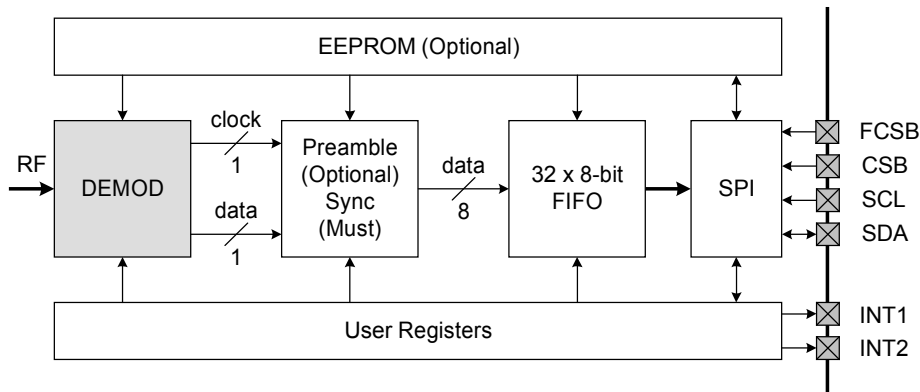 EEPROM (Optional)
RF
DEMOD
clock
1
data
1
Preamble
(Optional)
Sync
(Must)
data
8
32 x 8-bit
FIFO
SPI
FCSB
CSB
SCL
SDA
User Registers
INT1
INT2